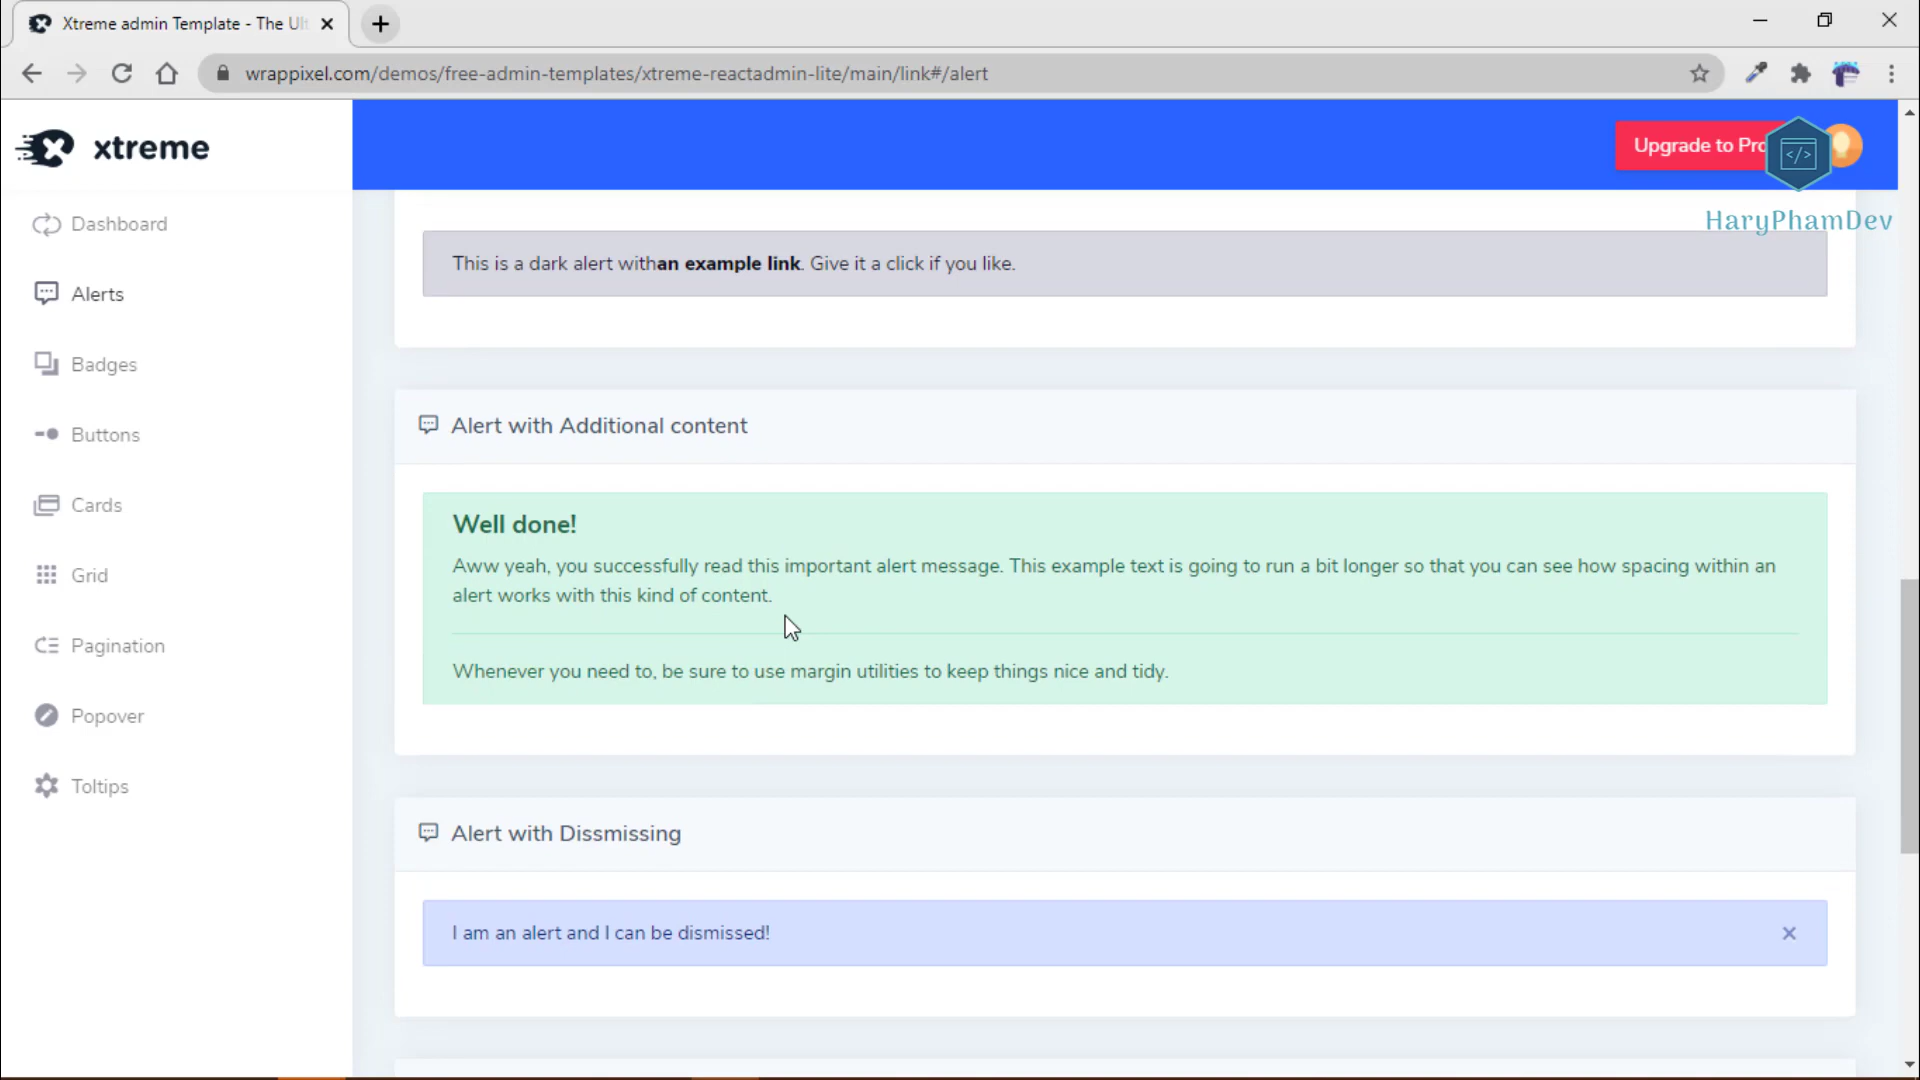 Xtreme admin Template - The Ult
wrappixel.com/demos/free-admin-templates/xtreme-reactadmin-lite/main/link#/alert
xtreme
Upgrade to Pro
</>
HaryPhamDev
Dashboard
Alerts
Badges
Buttons
Cards
Grid
Pagination
Popover
Toltips
This is a dark alert withan example link. Give it a click if you like.
Alert with Additional content
Well done!
Aww yeah, you successfully read this important alert message. This example text is going to run a bit longer so that you can see how spacing within an
alert works with this kind of content.
Whenever you need to, be sure to use margin utilities to keep things nice and tidy.
Alert with Dissmissing
I am an alert and I can be dismissed!